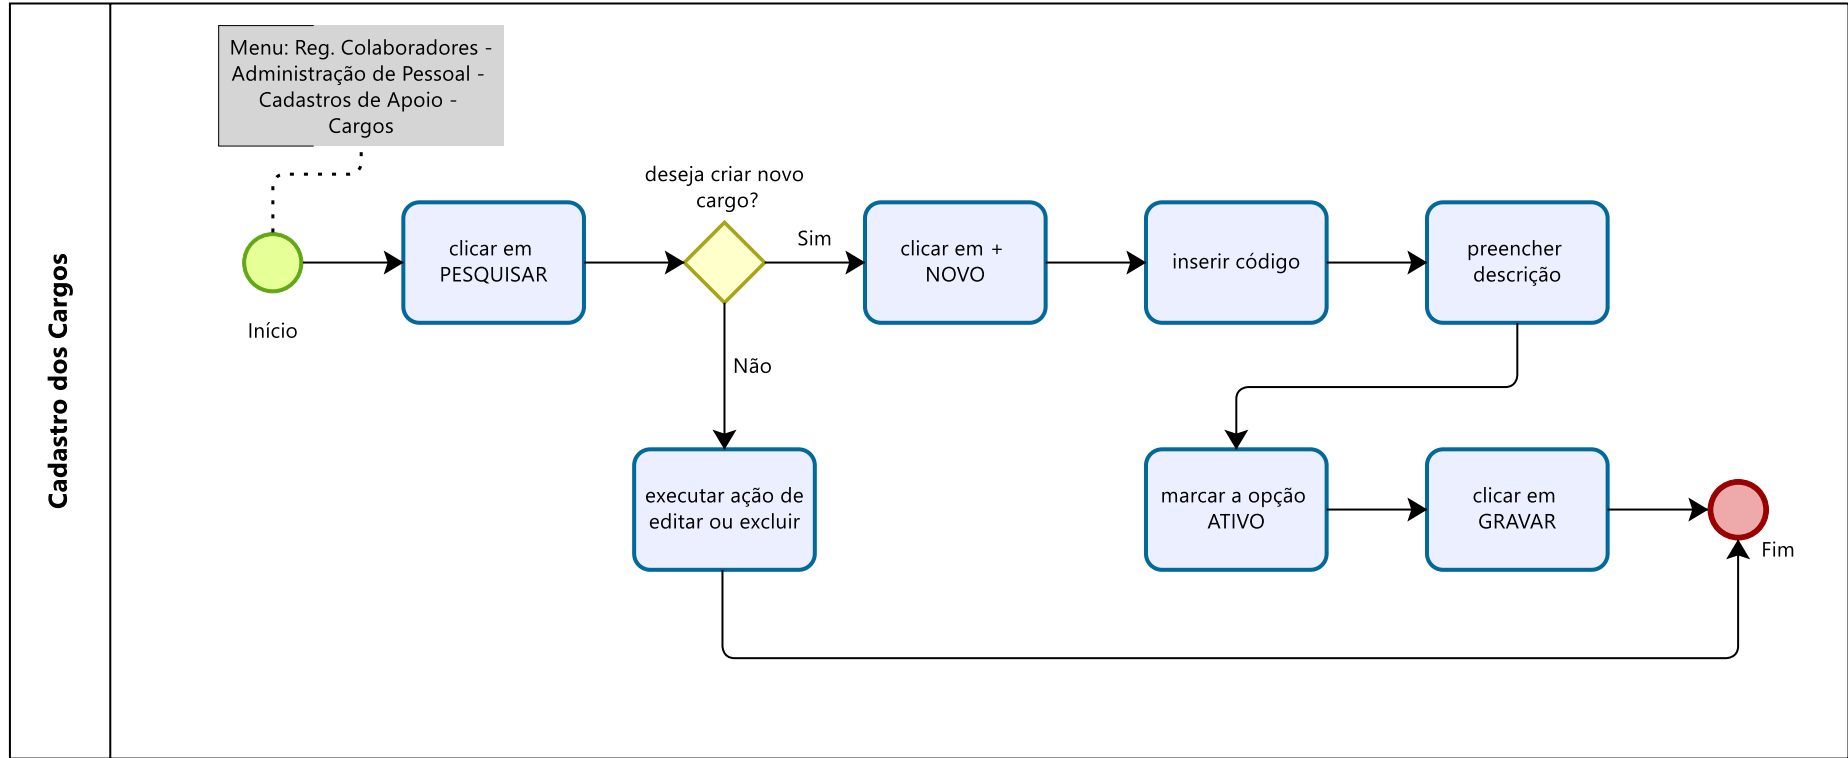 Cadastro dos Cargos
Menu: Reg. Colaboradores -
Administração de Pessoal -
Cadastros de Apoio -
Cargos
Início
clicar em
PESQUISAR
deseja criar novo
cargo?
Sim
Não
clicar em +
NOVO
inserir código
preencher
descrição
executar ação de
editar ou excluir
marcar a opção
ATIVO
clicar em
GRAVAR
Fim